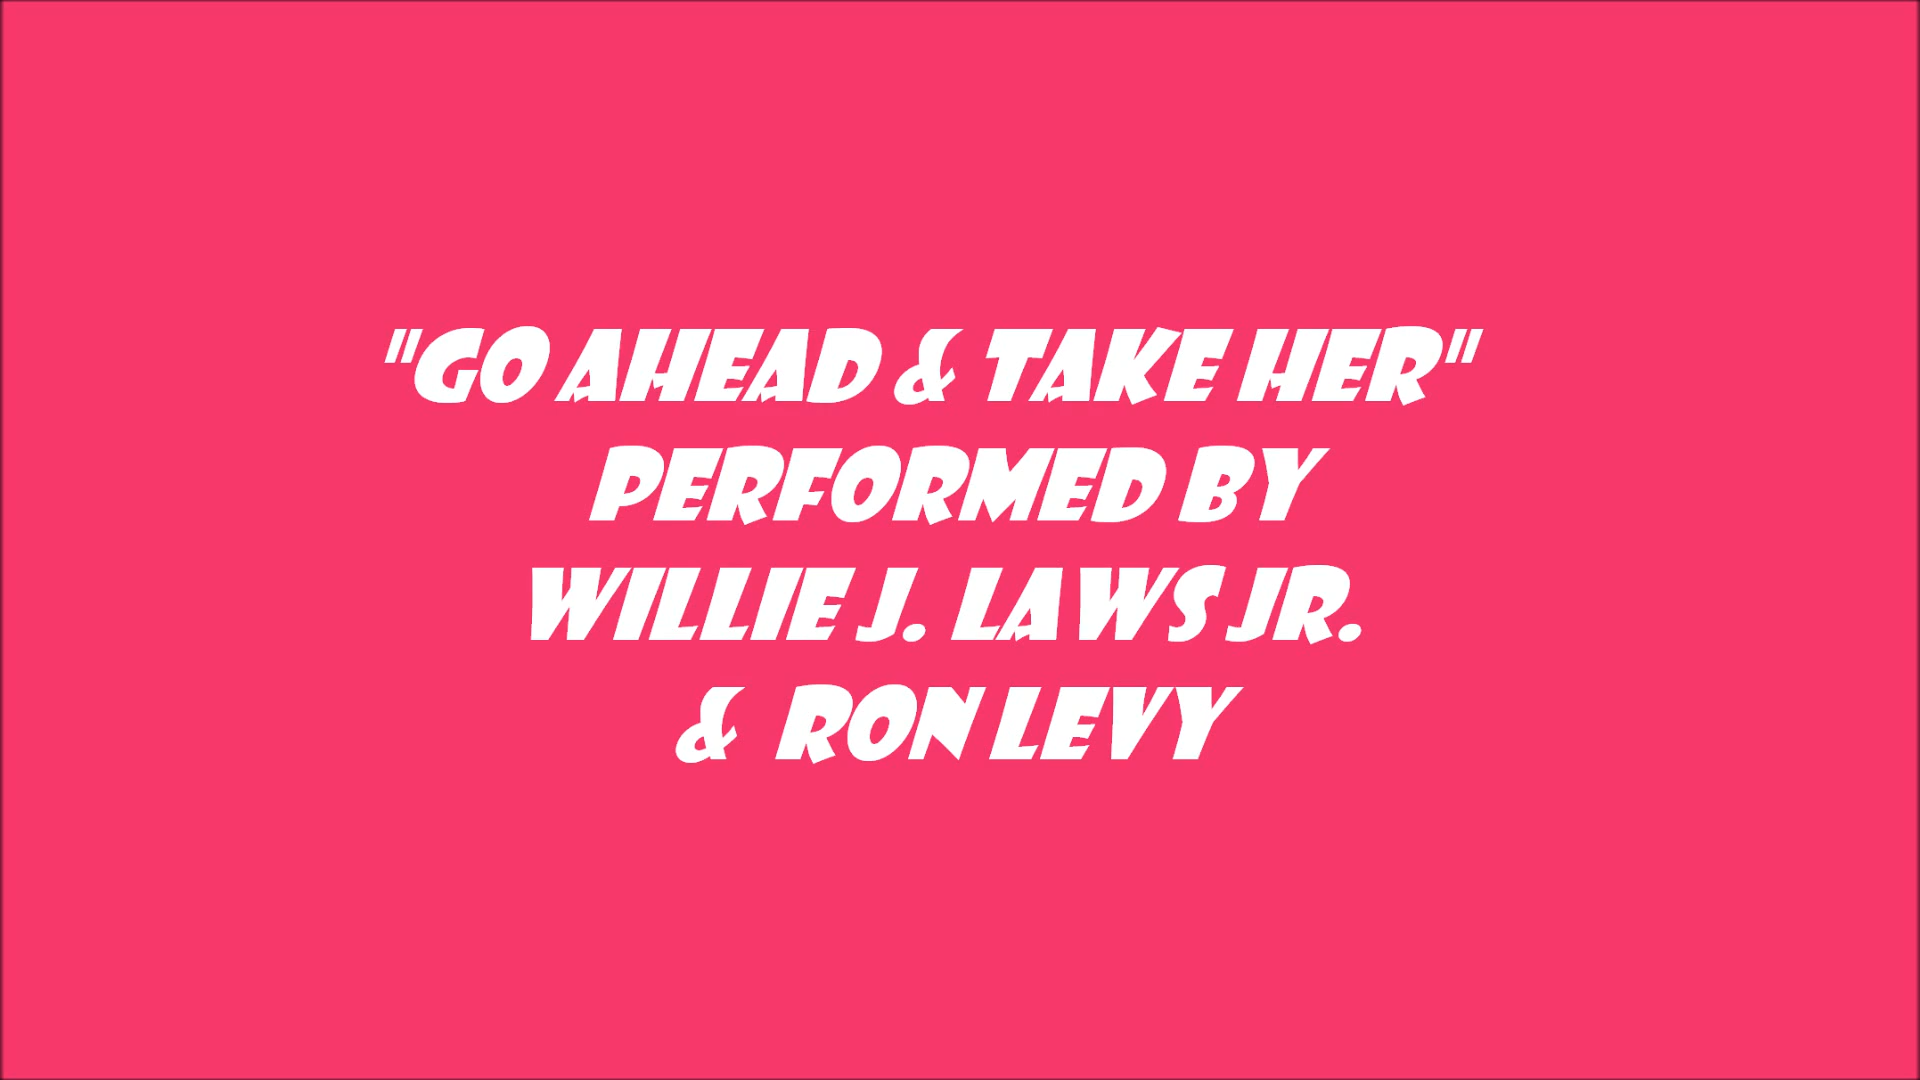 "GO AHEAD & TAKE HER"
PERFORMED BY
WILLIE J. LAWS JR.
& RON LEVY